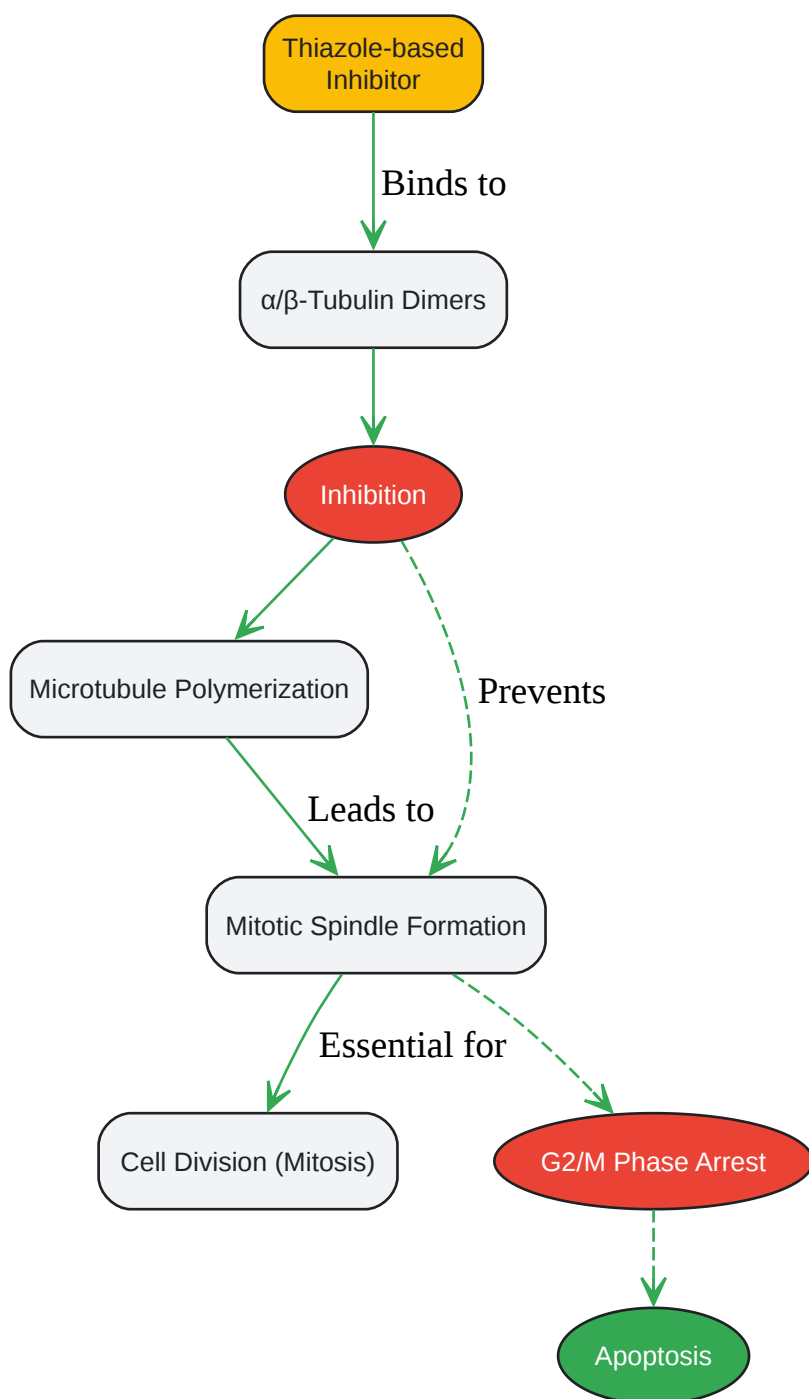 Thiazole-based
Inhibitor
Binds to
α/β-Tubulin Dimers
Inhibition
Microtubule Polymerization
Prevents
Leads to
Mitotic Spindle Formation
Essential for
Cell Division (Mitosis)
G2/M Phase Arrest
Apoptosis